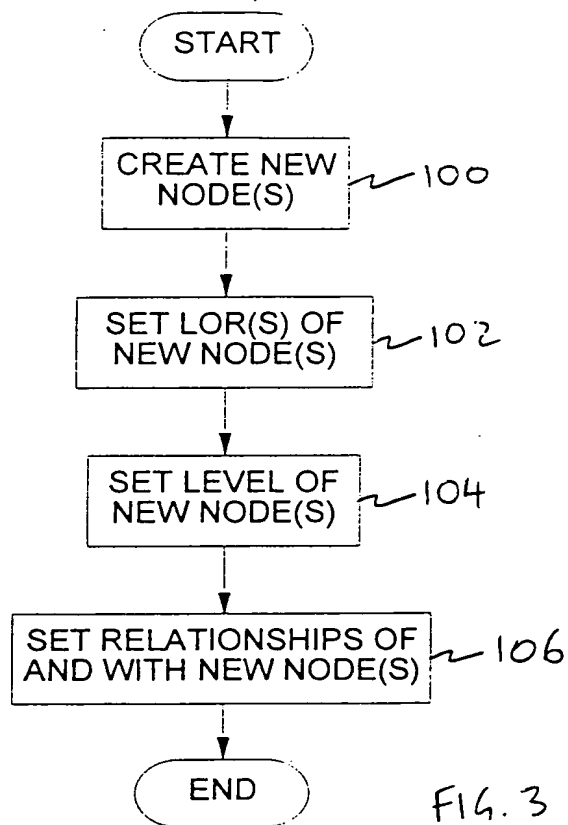 START
CREATE NEW
NODE(S)
100
SET LOR(S) OF
NEW NODE(S)
102
SET LEVEL OF
NEW NODE(S)
104
SET RELATIONSHIPS OF
AND WITH NEW NODE(S)
106
END
FIG. 3